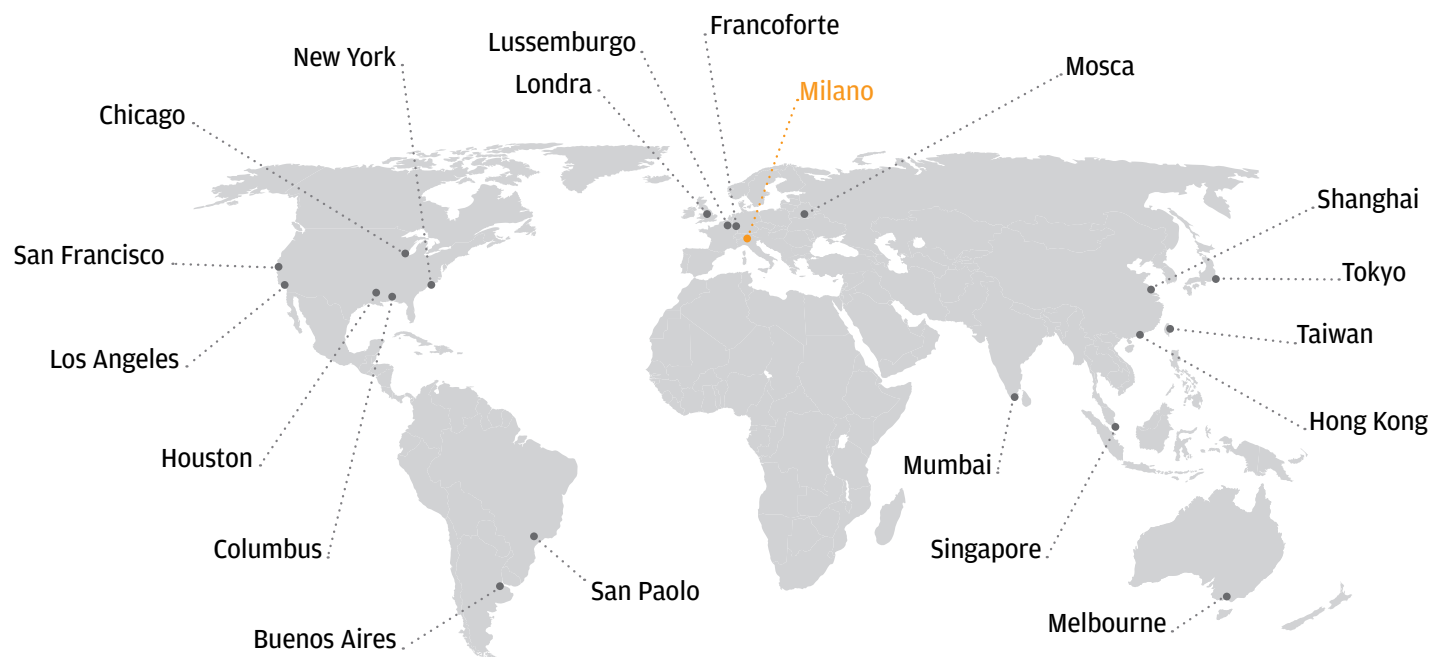 Francoforte
Lussemburgo
New York
Mosca
Londra
Milano
Chicago
Shanghai
San Francisco
Tokyo
Taiwan
Los Angeles
Hong Kong
Houston
Mumbai
Columbus
Singapore
San Paolo
Melbourne
Buenos Aires